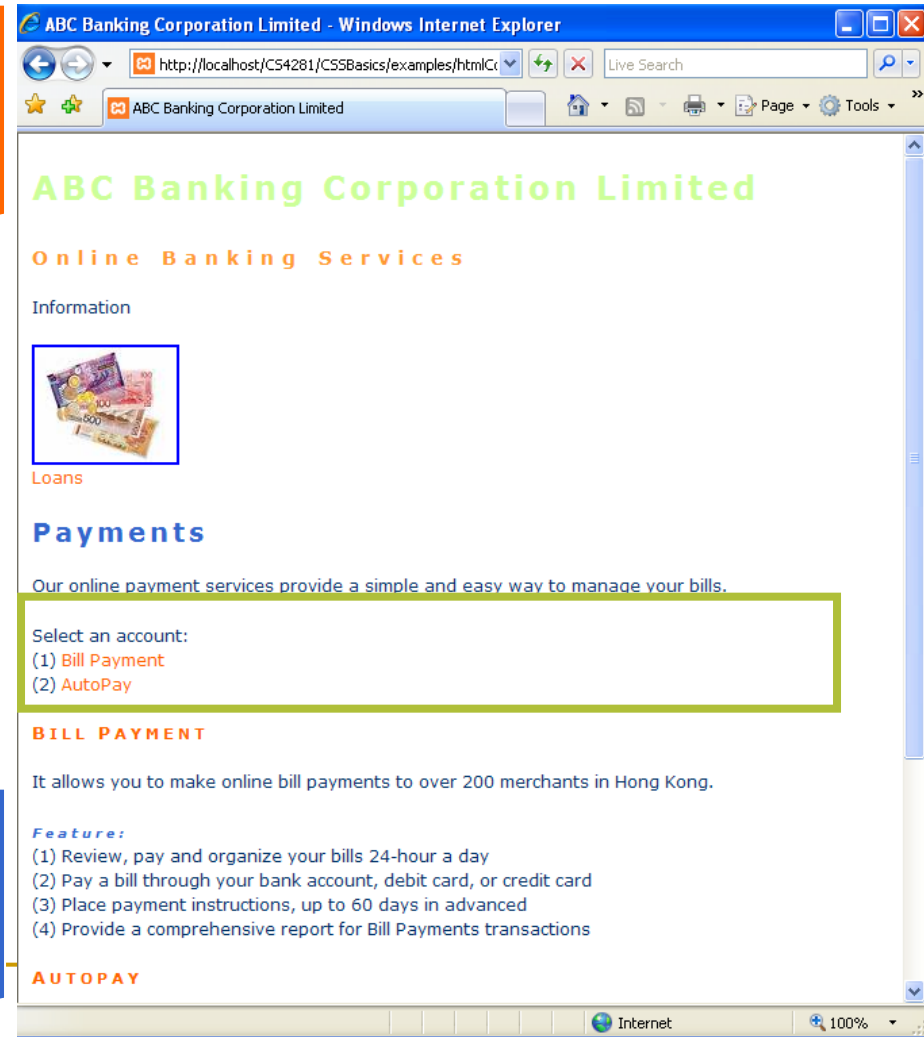 ABC Banking Corporation Limited - Windows Internet Explorer
http://localhost/CS4281/CSSBasics/examples/htmlCo
Live Search
ABC Banking Corporation Limited
Page
Tools
»
ABC Banking Corporation Limited
Online Banking Services
Information
100
500
Loans
Payments
Our online payment services provide a simple and easy way to manage your bills.
Select an account:
(1) Bill Payment
(2) AutoPay
BILL PAYMENT
It allows you to make online bill payments to over 200 merchants in Hong Kong.
Feature:
(1) Review, pay and organize your bills 24-hour a day
(2) Pay a bill through your bank account, debit card, or credit card
(3) Place payment instructions, up to 60 days in advanced
(4) Provide a comprehensive report for Bill Payments transactions
AUTOPAY
Internet
100%